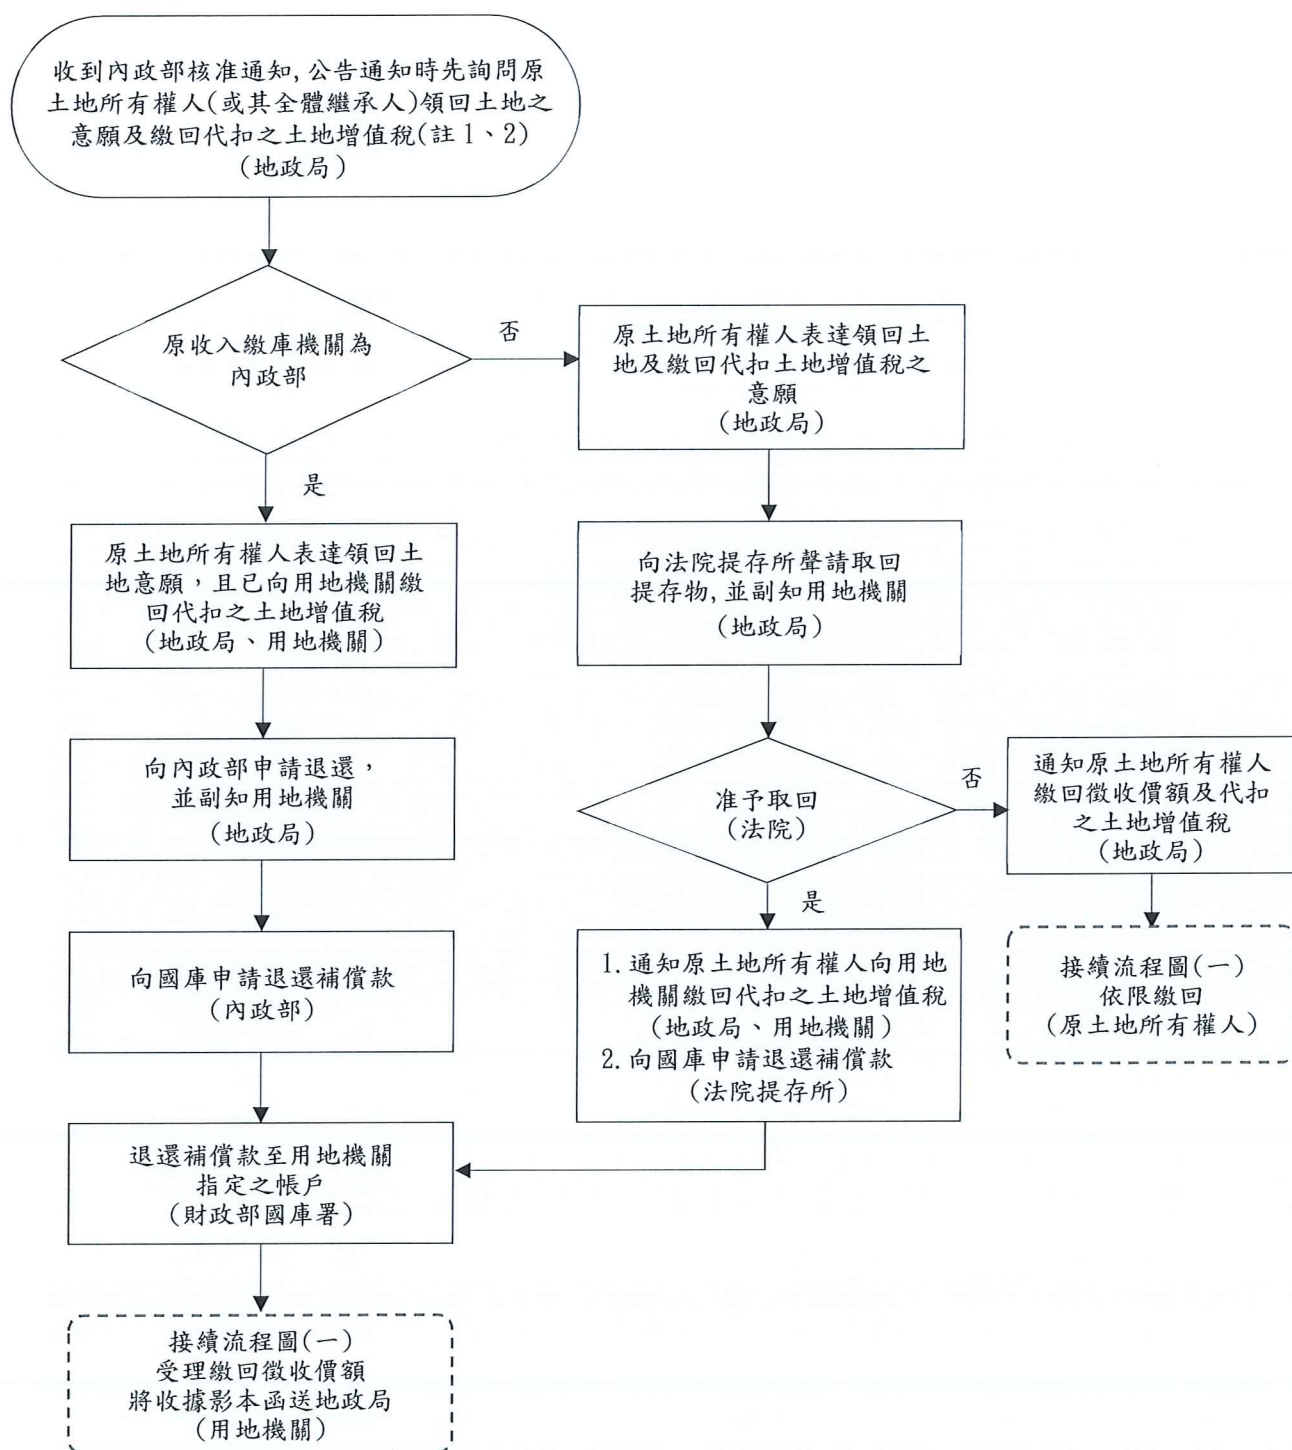 收到內政部核准通知,公告通知時先詢問原
土地所有權人(或其全體繼承人)領回土地之
意願及繳回代扣之土地增值稅(註1、2)
(地政局)
原收入繳庫機關為
內政部
否
原土地所有權人表達領回土
地及繳回代扣土地增值稅之
意願
(地政局)
是
原土地所有權人表達領回土
地意願，且已向用地機關繳
回代扣之土地增值稅
(地政局、用地機關)
向法院提存所聲請取回
提存物,並副知用地機關
(地政局)
向內政部申請退還，
並副知用地機關
(地政局)
准予取回
(法院)
否
通知原土地所有權人
繳回徵收價額及代扣
之土地增值稅
(地政局)
是
向國庫申請退還補償款
(內政部)
1.通知原土地所有權人向用地
機關繳回代扣之土地增值稅
(地政局、用地機關)
2.向國庫申請退還補償款
(法院提存所)
接續流程圖(一)
依限繳回
(原土地所有權人)
退還補償款至用地機關
指定之帳戶
(財政部國庫署)
接續流程圖(一)
受理繳回徵收價額
將收據影本函送地政局
(用地機關)